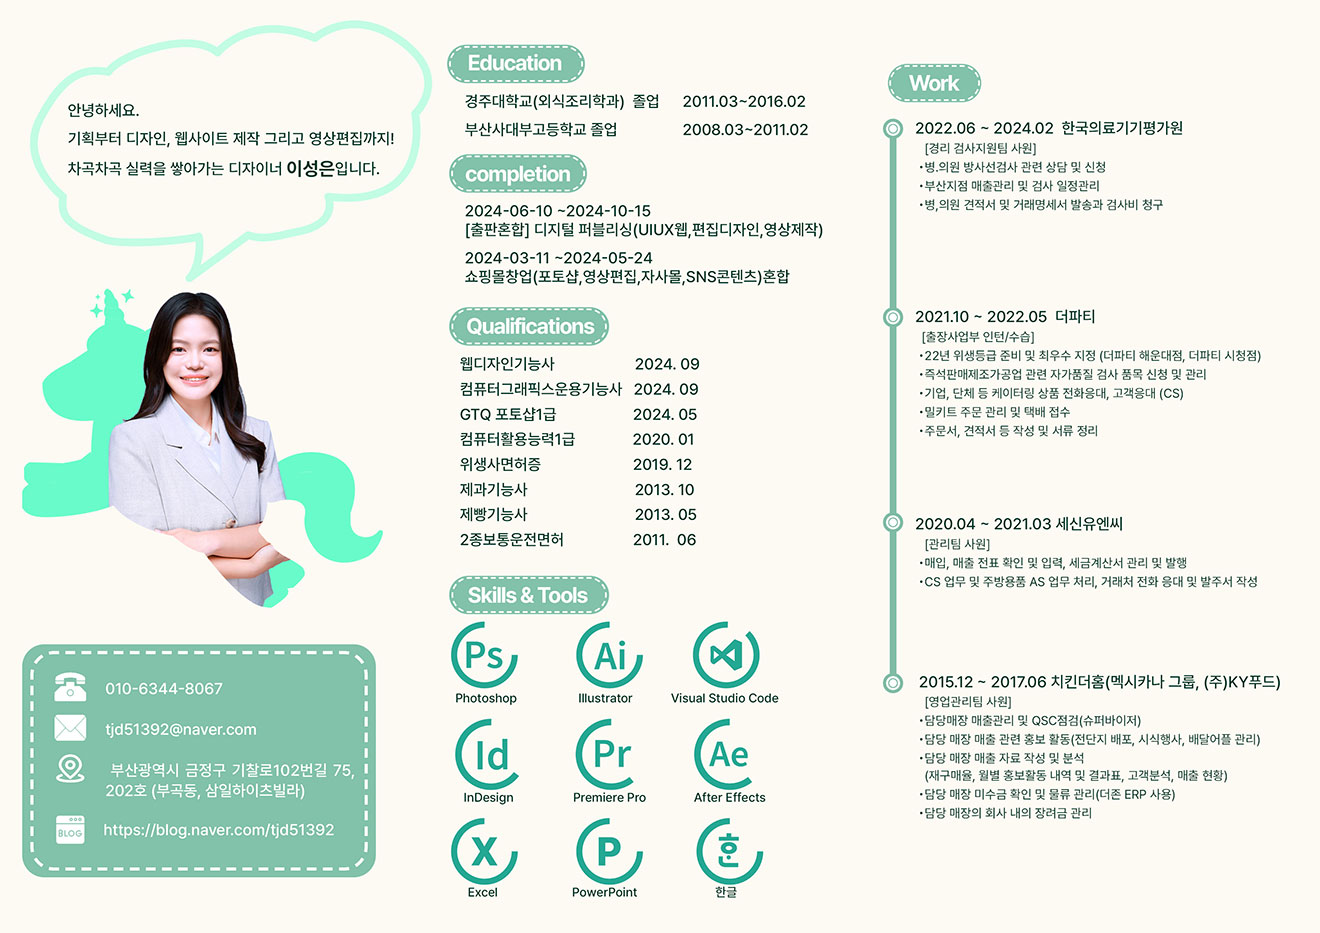 안녕하세요.
기획부터 디자인, 웹사이트 제작 그리고 영상편집까지!
차곡차곡 실력을 쌓아가는 디자이너 이성은입니다.
010-6344-8067
tjd51392@naver.com
부산광역시 금정구 기찰로102번길 75,
202호 (부곡동, 삼일하이츠빌라)
BLOG
https://blog.naver.com/tjd51392
Education
경주대학교(외식조리학과) 졸업 2011.03~2016.02
부산사대부고등학교 졸업 2008.03~2011.02
completion
2024-06-10 ~2024-10-15
[출판혼합] 디지털 퍼블리싱(UIUX웹,편집디자인,영상제작)
2024-03-11 ~2024-05-24
쇼핑몰창업(포토샵,영상편집,자사몰,SNS콘텐츠)혼합
Qualifications
웹디자인기능사 2024. 09
컴퓨터그래픽스운용기능사 2024. 09
GTQ 포토샵1급 2024. 05
컴퓨터활용능력1급 2020. 01
위생사면허증 2019. 12
제과기능사 2013. 10
제빵기능사 2013. 05
2종보통운전면허 2011. 06
Skills & Tools
Ps Ai
Photoshop Illustrator Visual Studio Code
Id Pr Ae
InDesign Premiere Pro After Effects
X P 흔
Excel PowerPoint 한글
Work
2022.06 ~ 2024.02 한국의료기기평가원
[경리 검사지원팀 사원]
·병.의원 방사선검사 관련 상담 및 신청
·부산지점 매출관리 및 검사 일정관리
·병,의원 견적서 및 거래명세서 발송과 검사비 청구
2021.10 ~ 2022.05 더파티
[출장사업부 인턴/수습]
·22년 위생등급 준비 및 최우수 지정 (더파티 해운대점, 더파티 시청점)
·즉석판매제조가공업 관련 자가품질 검사 품목 신청 및 관리
·기업, 단체 등 케이터링 상품 전화응대, 고객응대 (CS)
·밀키트 주문 관리 및 택배 접수
·주문서, 견적서 등 작성 및 서류 정리
2020.04 ~ 2021.03 세신유엔씨
[관리팀 사원]
·매입, 매출 전표 확인 및 입력, 세금계산서 관리 및 발행
·CS 업무 및 주방용품 AS 업무 처리, 거래처 전화 응대 및 발주서 작성
2015.12 ~ 2017.06 치킨더홈(멕시카나 그룹, (주)KY푸드)
[영업관리팀 사원]
·담당매장 매출관리 및 QSC점검(슈퍼바이저)
·담당 매장 매출 관련 홍보 활동(전단지 배포, 시식행사, 배달어플 관리)
·담당 매장 매출 자료 작성 및 분석
(재구매율, 월별 홍보활동 내역 및 결과표, 고객분석, 매출 현황)
·담당 매장 미수금 확인 및 물류 관리(더존 ERP 사용)
·담당 매장의 회사 내의 장려금 관리